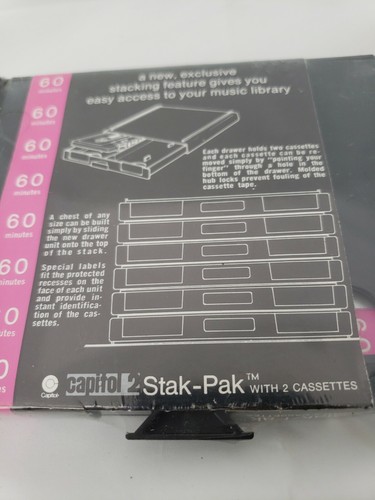 a new, exclusive
stacking feature gives you
easy access to your music library
60
minutes
60
minutes
60
minutes
60
minutes
60
minutes
60
minutes
0
nutes
0
utes
Each drawer holds two cassettes
and each cassette can be re-
moved simply by "pointing your
finger" through a hole in the
bottom of the drawer. Molded
hub locks prevent fouling of the
cassette tape.
A chest of any
size can be built
simply by sliding
the new drawer
unit onto the top
of the stack.
Special labels
fit the protected
recesses on the
face of each unit
and provide in-
stant identifica-
tion of the cas-
settes.
Capitol
capitol 2 Stak-Pak™ WITH 2 CASSETTES